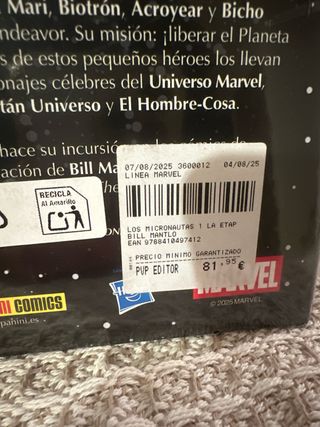 Mari, Biotrón, Acroyear y Bicho
ndeavor. Su misión: ¡liberar el Planeta
s de estos pequeños héroes los llevan
onajes célebres del Universo Marvel,
tán Universo y El Hombre-Cosa.
hace su incursión
ación de Bill Ma
The
RECICLA
Al Amarillo
07/08/2025 3600012 04/08/25
LINEA MARVEL
LOS MICRONAUTAS 1 LA ETAP
BILL MANTLO
EAN 9788410497412
PRECIO MINIMO GARANTIZADO
PVP EDITOR 81,95 €
NI COMICS
panini.es
MARVEL
© 2025 MARVEL